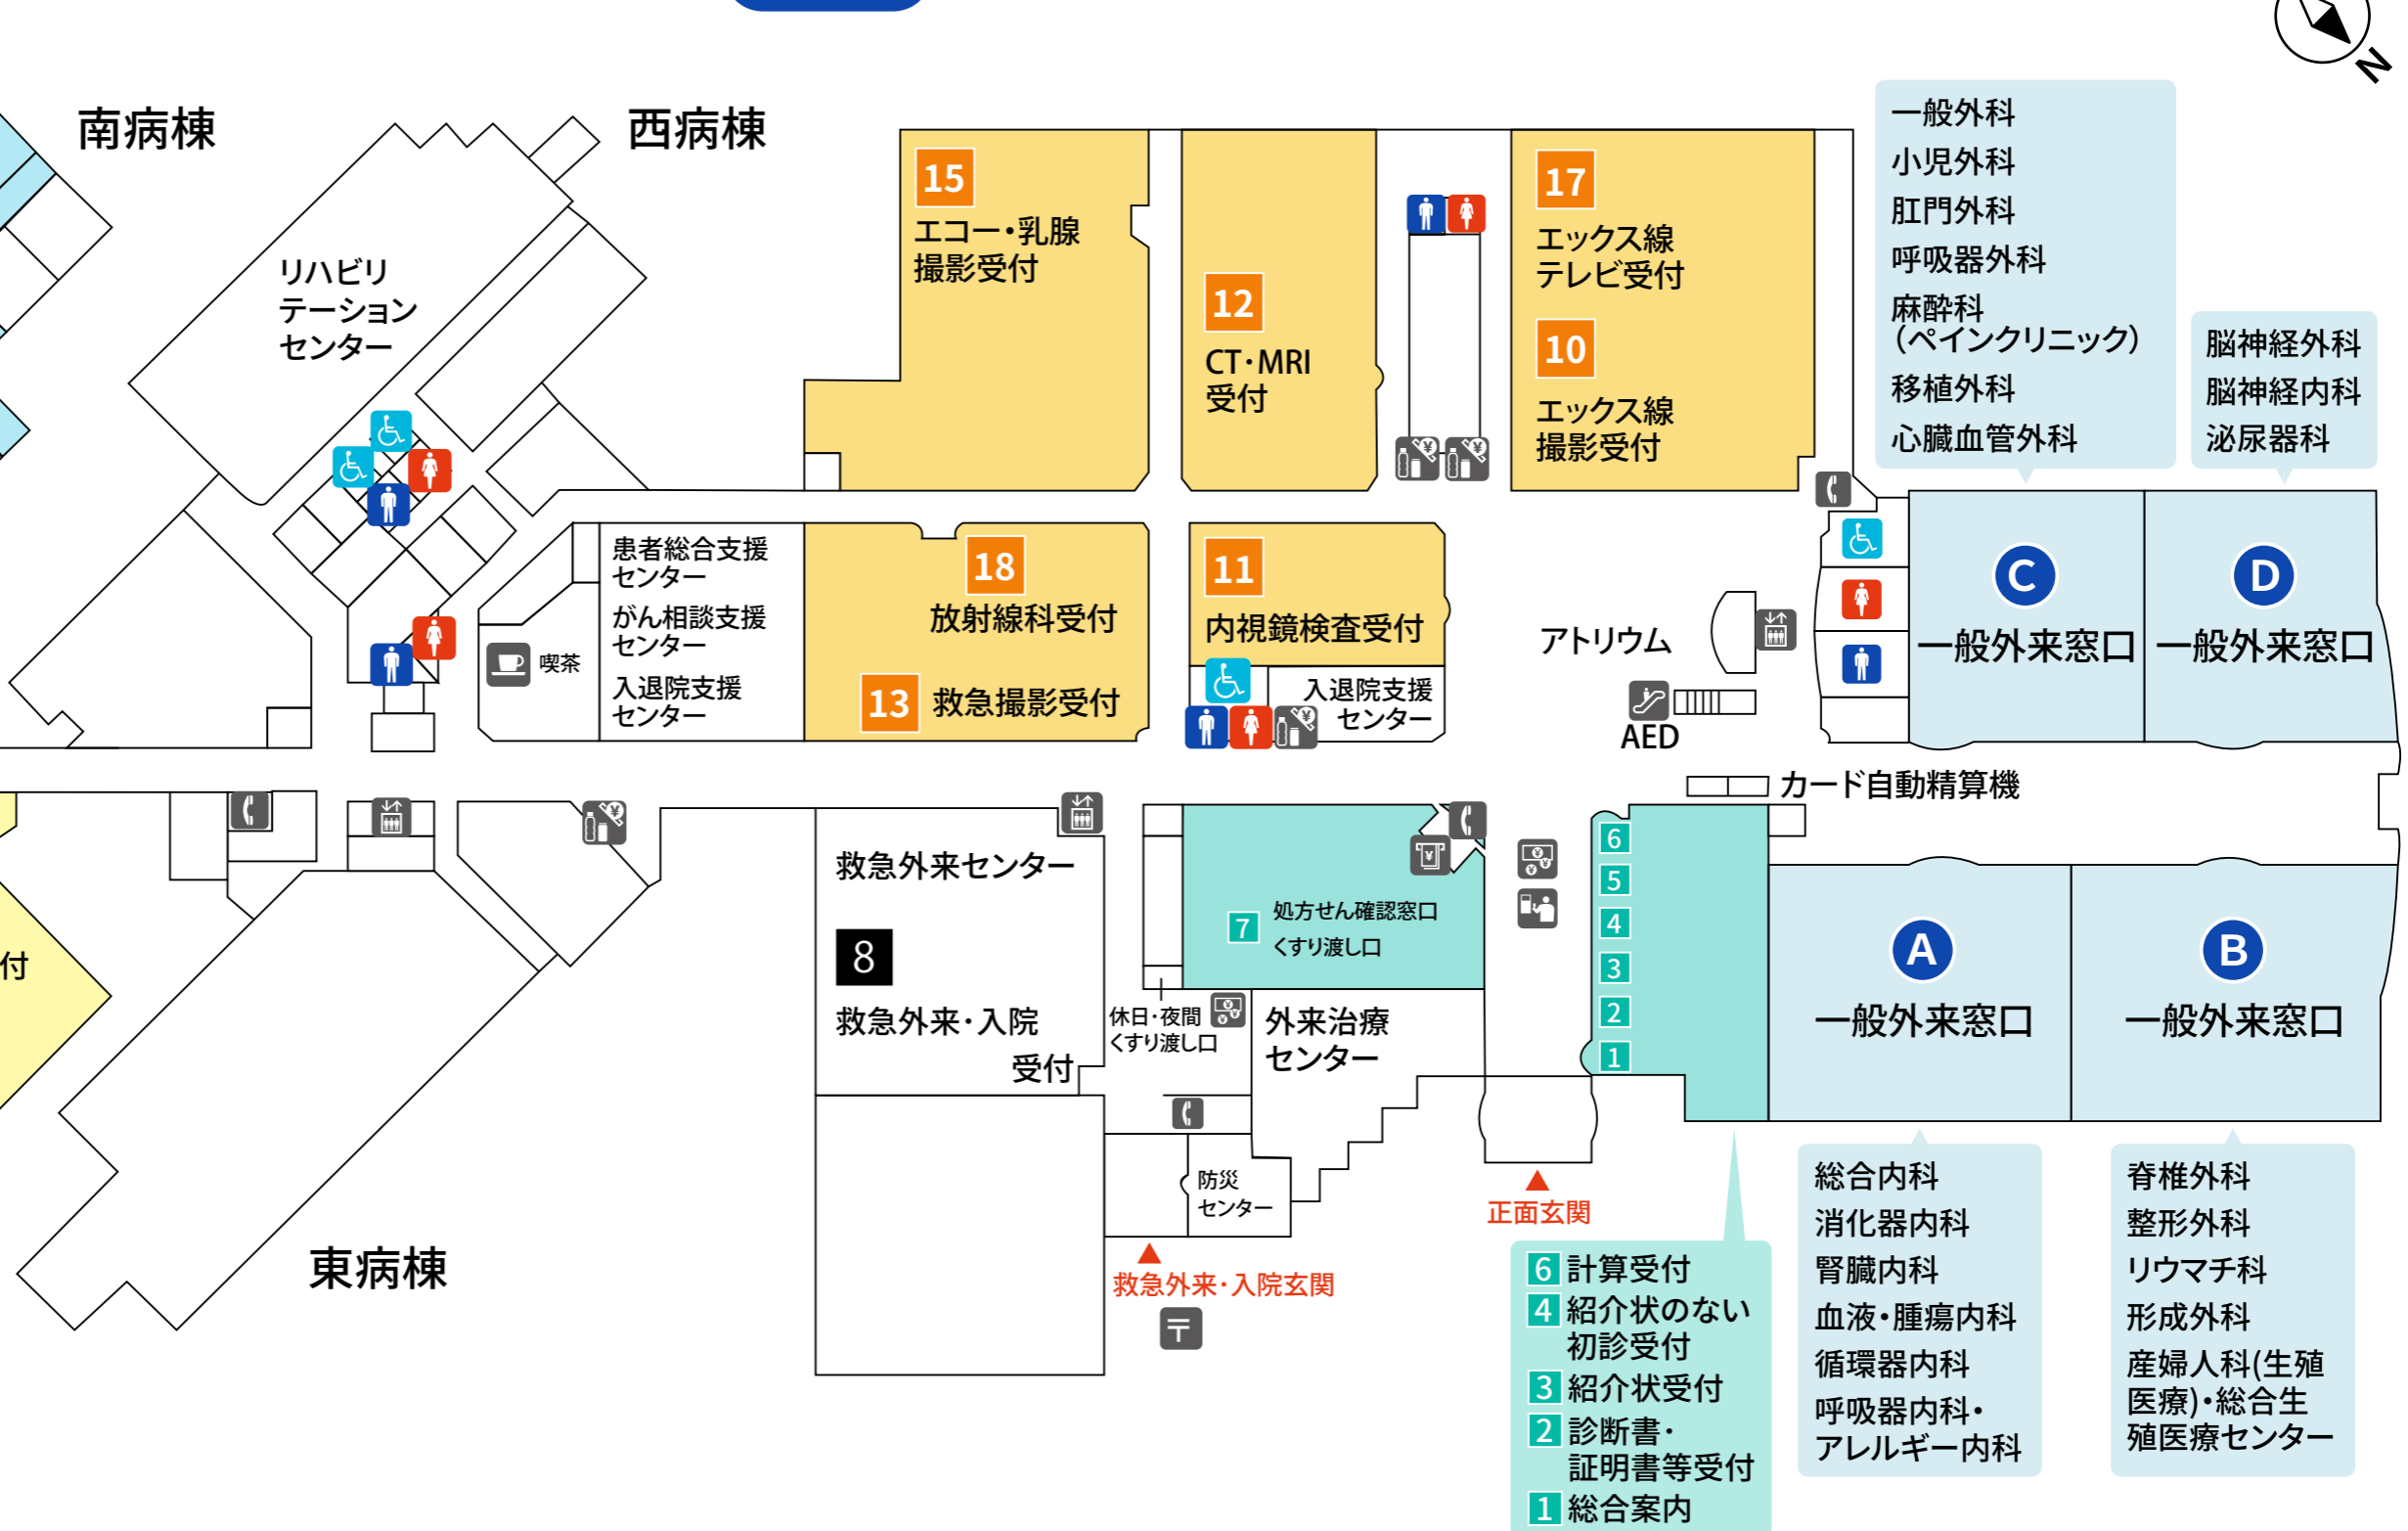 N
南病棟
西病棟
リハビリ
テーション
センター
15
エコー・乳腺
撮影受付
12
CT・MRI
受付
17
エックス線
テレビ受付
10
エックス線
撮影受付
一般外科
小児外科
肛門外科
呼吸器外科
麻酔科
（ペインクリニック）
移植外科
心臓血管外科
脳神経外科
脳神経内科
泌尿器科
患者総合支援
センター
がん相談支援
センター
入退院支援
センター
喫茶
18
放射線科受付
13
救急撮影受付
11
内視鏡検査受付
入退院支援
センター
アトリウム
AED
C
一般外来窓口
D
一般外来窓口
カード自動精算機
付
救急外来センター
8
救急外来・入院
受付
7
処方せん確認窓口
くすり渡し口
休日・夜間
くすり渡し口
外来治療
センター
6
5
4
3
2
1
A
一般外来窓口
B
一般外来窓口
防災
センター
正面玄関
救急外来・入院玄関
〒
東病棟
6 計算受付
4 紹介状のない
初診受付
3 紹介状受付
2 診断書・
証明書等受付
1 総合案内
総合内科
消化器内科
腎臓内科
血液・腫瘍内科
循環器内科
呼吸器内科・
アレルギー内科
脊椎外科
整形外科
リウマチ科
形成外科
産婦人科(生殖
医療)・総合生
殖医療センター